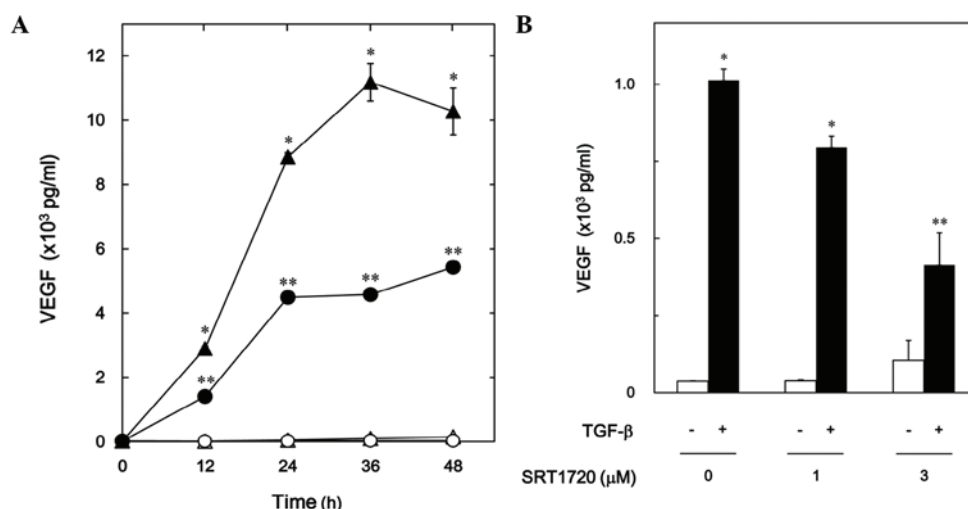 A
VEGF (x10³ pg/ml)
12
10
8
6
4
2
0
* * * *
** ** ** **
0 12 24 36 48
Time (h)
B
VEGF (x10³ pg/ml)
1.0
0.5
0
* * **
TGF-β - + - + - +
SRT1720 (μM) 0 1 3